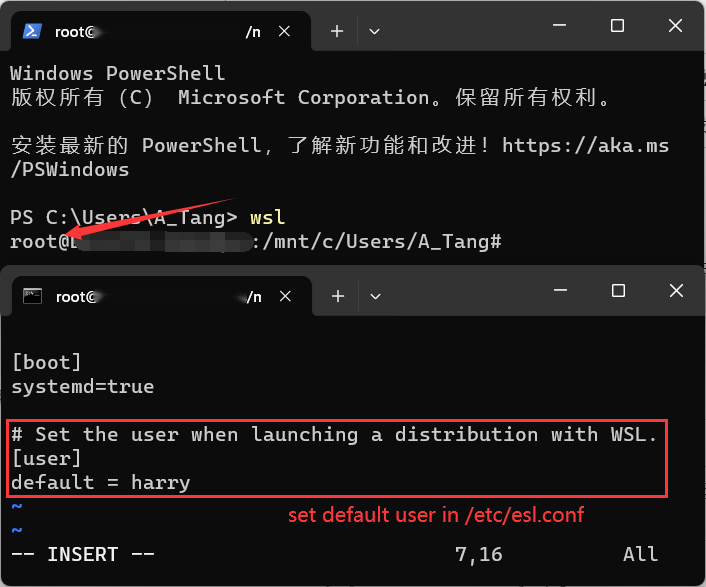 root@ /n
Windows PowerShell
版权所有（C） Microsoft Corporation。保留所有权利。
安装最新的 PowerShell，了解新功能和改进！https://aka.ms
/PSWindows
PS C:\Users\A_Tang> wsl
root@ :/mnt/c/Users/A_Tang#
root@ /n
[boot]
systemd=true
# Set the user when launching a distribution with WSL.
[user]
default = harry
~
set default user in /etc/esl.conf
~
-- INSERT -- 7,16 All